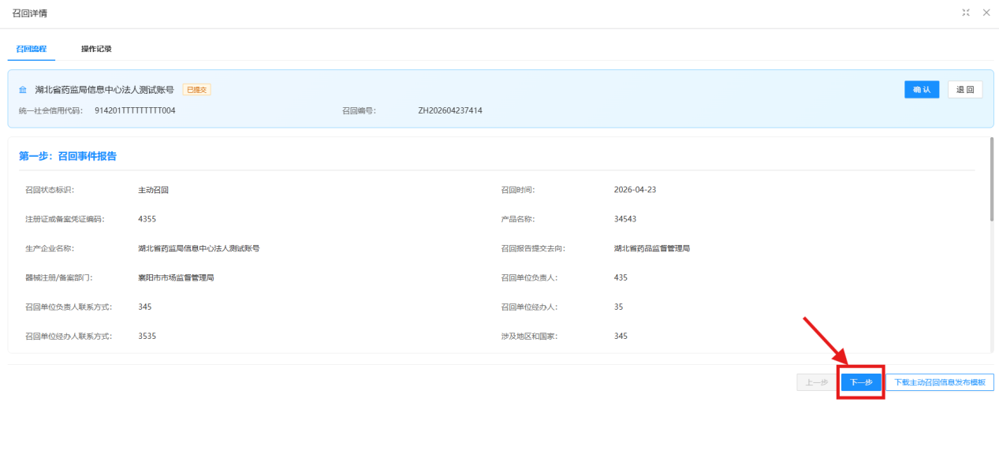 召回详情
召回流程 操作记录
湖北省药监局信息中心法人测试账号 已提交 确认 退回
统一社会信用代码： 914201TTTTTTTTT004 召回编号： ZH202604237414
第一步：召回事件报告
召回状态标识： 主动召回 召回时间： 2026-04-23
注册证或备案凭证编码： 4355 产品名称： 34543
生产企业名称： 湖北省药监局信息中心法人测试账号 召回报告提交去向： 湖北省药品监督管理局
器械注册/备案部门： 襄阳市市场监督管理局 召回单位负责人： 435
召回单位负责人联系方式： 345 召回单位经办人： 35
召回单位经办人联系方式： 3535 涉及地区和国家： 345
上一步 下一步 下载主动召回信息发布模板